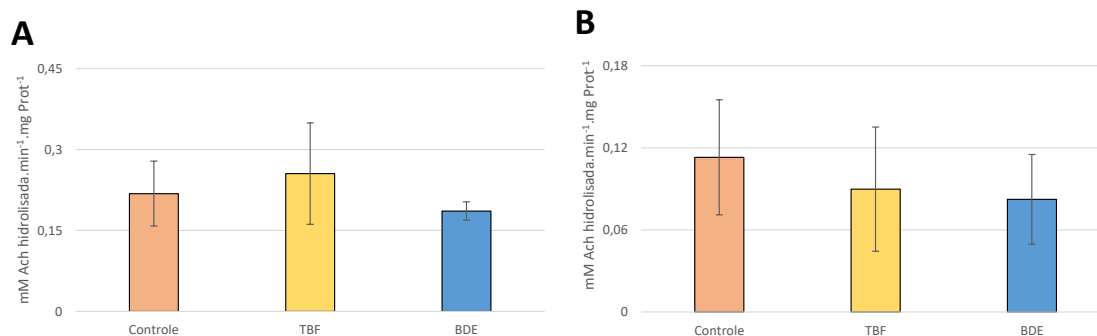 A
mM Ach hidrolisada.min⁻¹.mg Prot⁻¹
0,45
0,3
0,15
0
Controle TBF BDE
B
mM Ach hidrolisada.min⁻¹.mg Prot⁻¹
0,18
0,12
0,06
0
Controle TBF BDE